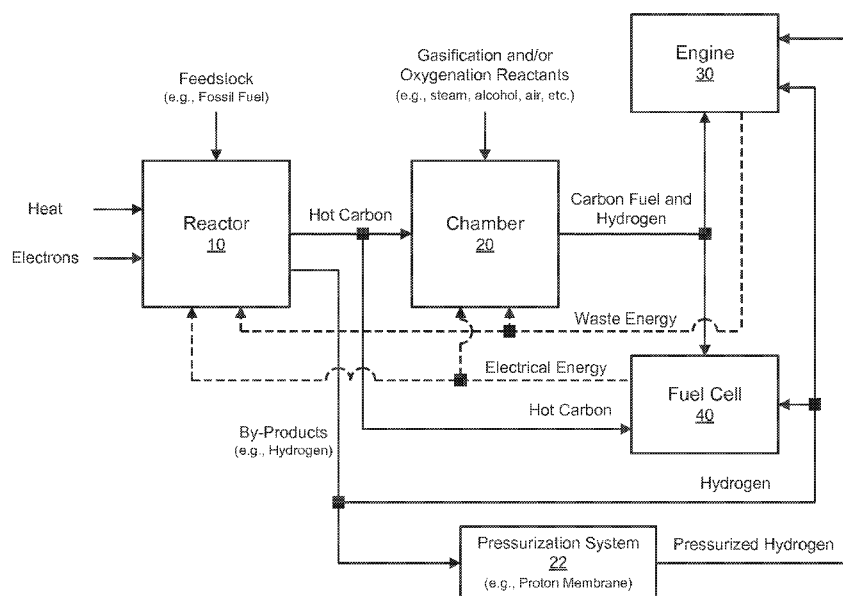 Gasification and/or
Oxygenation Reactants
(e.g., steam, alcohol, air, etc.)
Engine
30
Feedslock
(e.g., Fossil Fuel)
Heat
Electrons
Reactor
10
Hot Carbon
Chamber
20
Carbon Fuel and
Hydrogen
Waste Energy
Electrical Energy
Fuel Cell
40
Hot Carbon
By-Products
(e.g., Hydrogen)
Hydrogen
Pressurization System
22
(e.g., Proton Membrane)
Pressurized Hydrogen